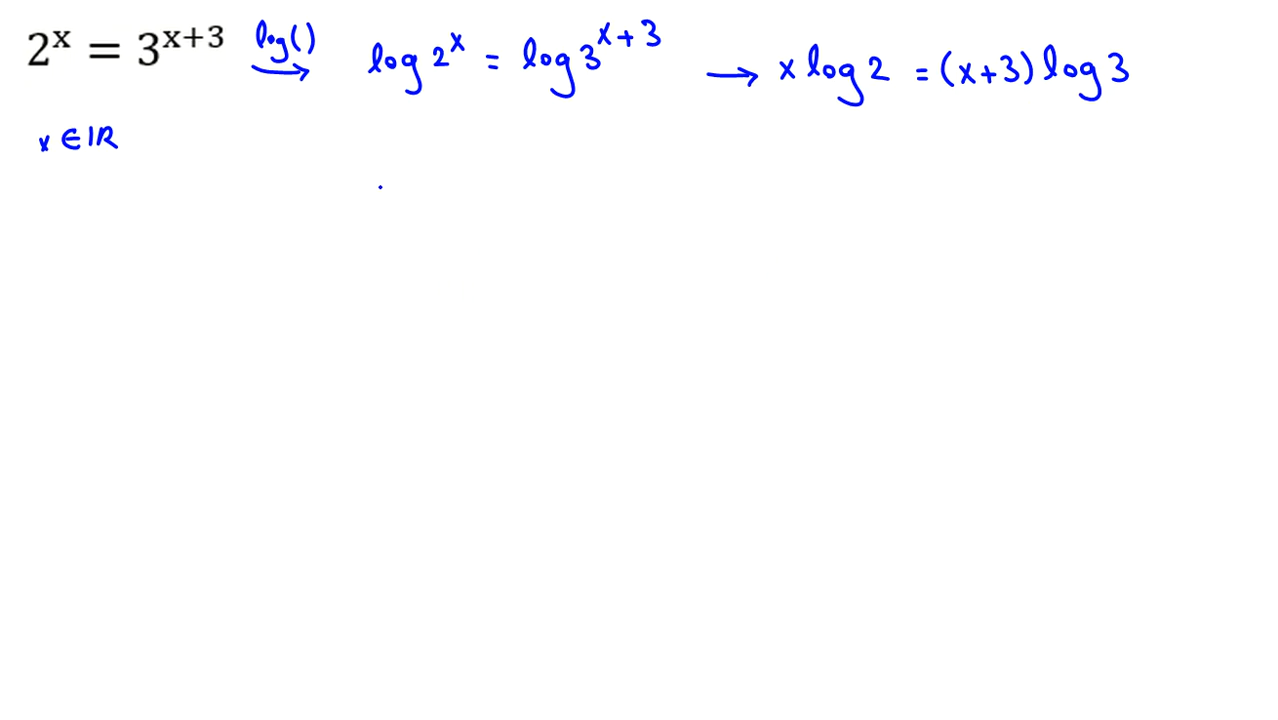 2^x = 3^{x+3} log() → log 2^x = log 3^{x+3} → x log 2 = (x+3) log 3
x ∈ ℝ